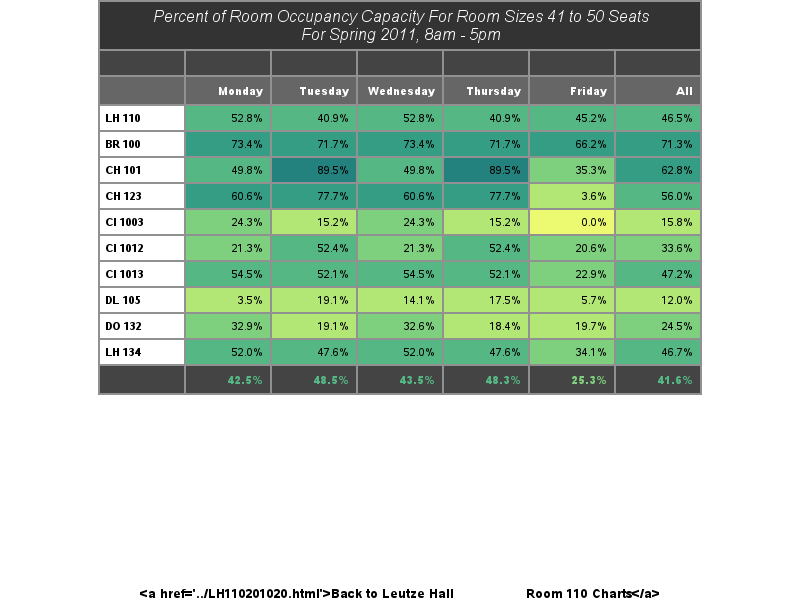 Percent of Room Occupancy Capacity For Room Sizes 41 to 50 Seats
For Spring 2011, 8am - 5pm
Monday Tuesday Wednesday Thursday Friday All
LH 110 52.8% 40.9% 52.8% 40.9% 45.2% 46.5%
BR 100 73.4% 71.7% 73.4% 71.7% 66.2% 71.3%
CH 101 49.8% 89.5% 49.8% 89.5% 35.3% 62.8%
CH 123 60.6% 77.7% 60.6% 77.7% 3.6% 56.0%
CI 1003 24.3% 15.2% 24.3% 15.2% 0.0% 15.8%
CI 1012 21.3% 52.4% 21.3% 52.4% 20.6% 33.6%
CI 1013 54.5% 52.1% 54.5% 52.1% 22.9% 47.2%
DL 105 3.5% 19.1% 14.1% 17.5% 5.7% 12.0%
DO 132 32.9% 19.1% 32.6% 18.4% 19.7% 24.5%
LH 134 52.0% 47.6% 52.0% 47.6% 34.1% 46.7%
42.5% 48.5% 43.5% 48.3% 25.3% 41.6%
<a href='../LH110201020.html'>Back to Leutze Hall Room 110 Charts</a>